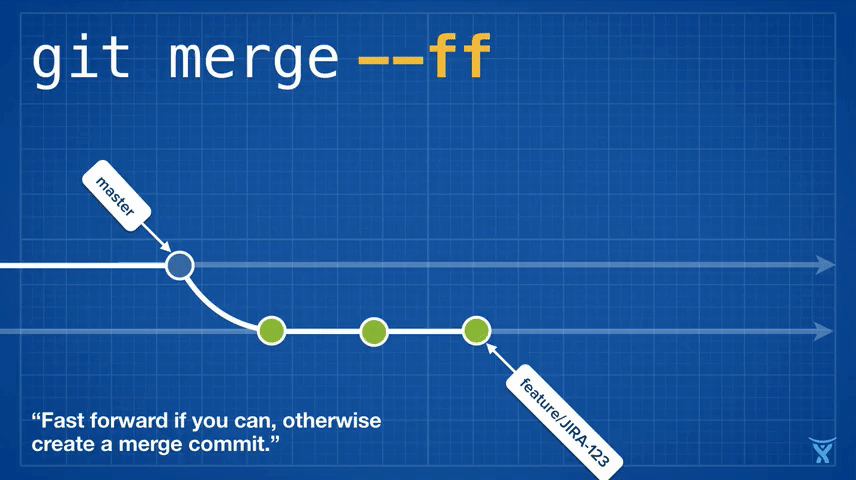 git merge --ff
master
feature/JIRA-123
“Fast forward if you can, otherwise
create a merge commit.”